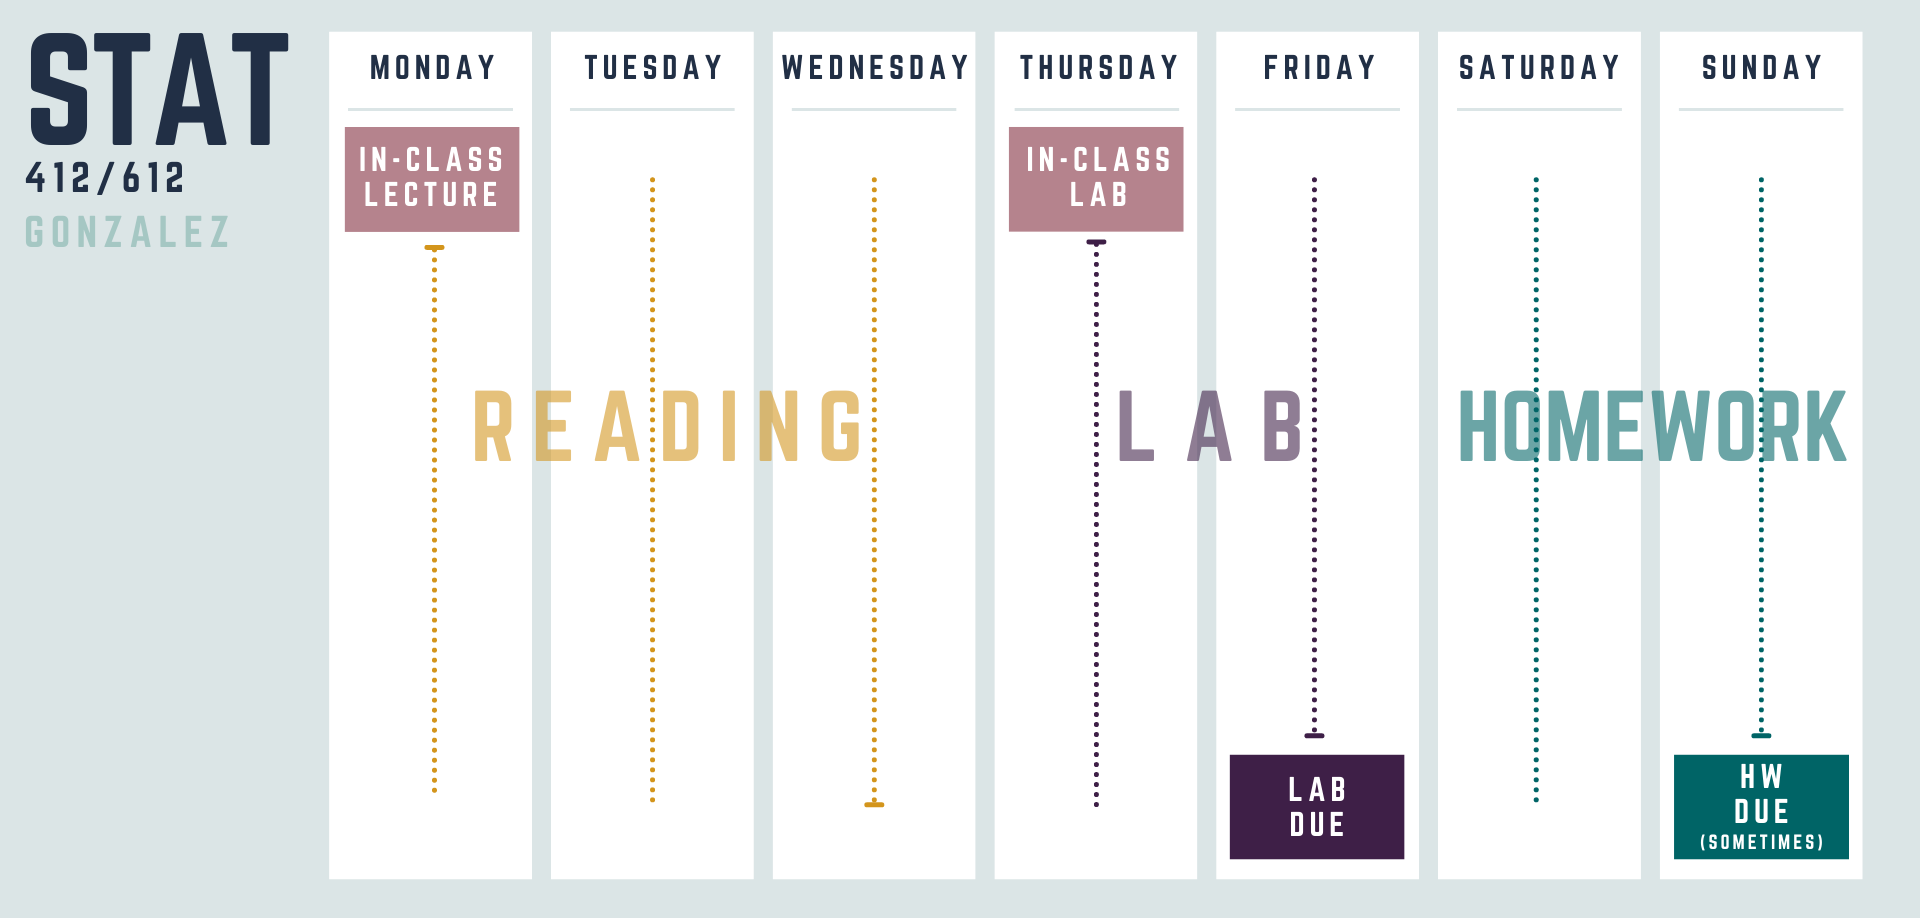 STAT
412/612
GONZALEZ
MONDAY
TUESDAY
WEDNESDAY
THURSDAY
FRIDAY
SATURDAY
SUNDAY
IN-CLASS
LECTURE
IN-CLASS
LAB
READING
LAB
HOMEWORK
LAB
DUE
HW
DUE
(SOMETIMES)